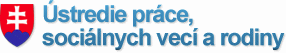 Ústredie práce,
sociálnych vecí a rodiny